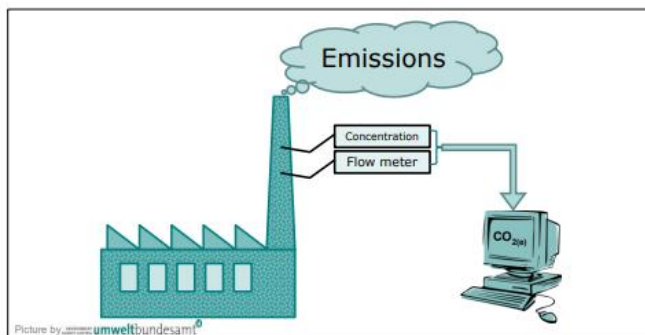 Emissions
Concentration
Flow meter
CO2(e)
Picture by umweltbundesamt